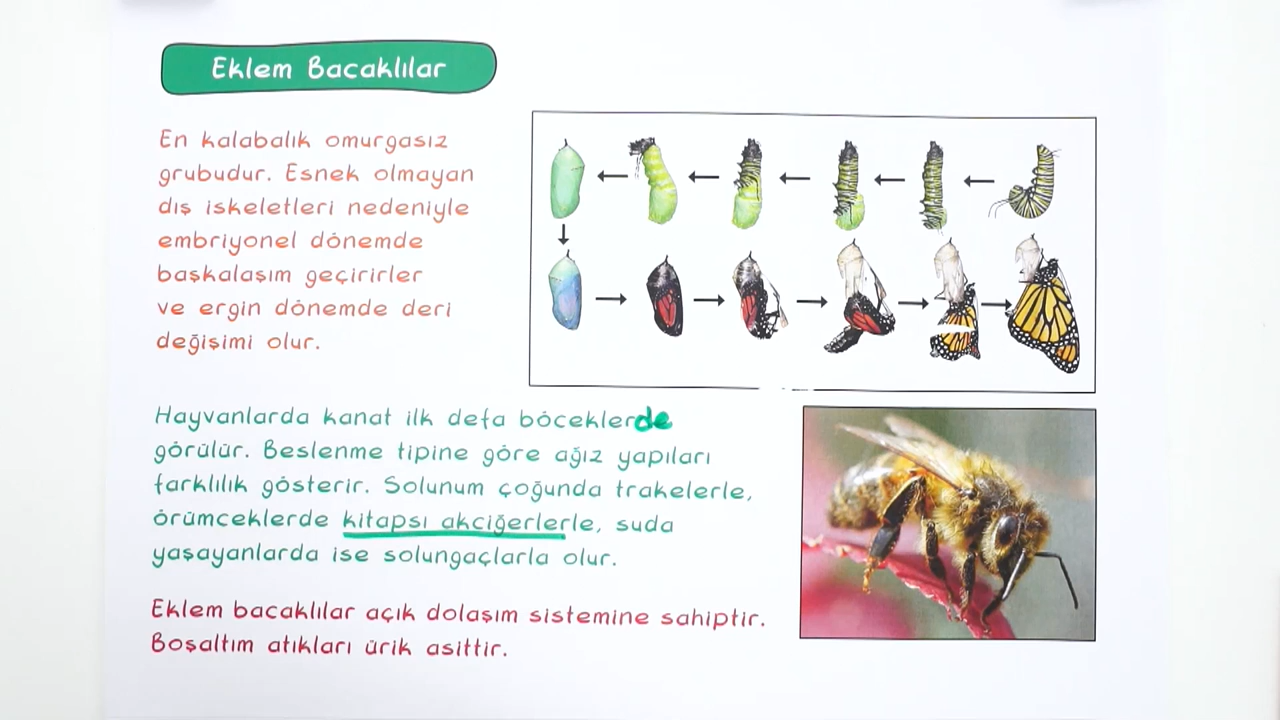 Eklem Bacaklılar
En kalabalık omurgasız
grubudur. Esnek olmayan
dış iskeletleri nedeniyle
embriyonel dönemde
başkalaşım geçirirler
ve ergin dönemde deri
değişimi olur.
Hayvanlarda kanat ilk defa böceklerde
görülür. Beslenme tipine göre ağız yapıları
farklılık gösterir. Solunum çoğunda trakelerle,
örümceklerde kitapsı akciğerlerle, suda
yaşayanlarda ise solungaçlarla olur.
Eklem bacaklılar açık dolaşım sistemine sahiptir.
Boşaltım atıkları ürik asittir.